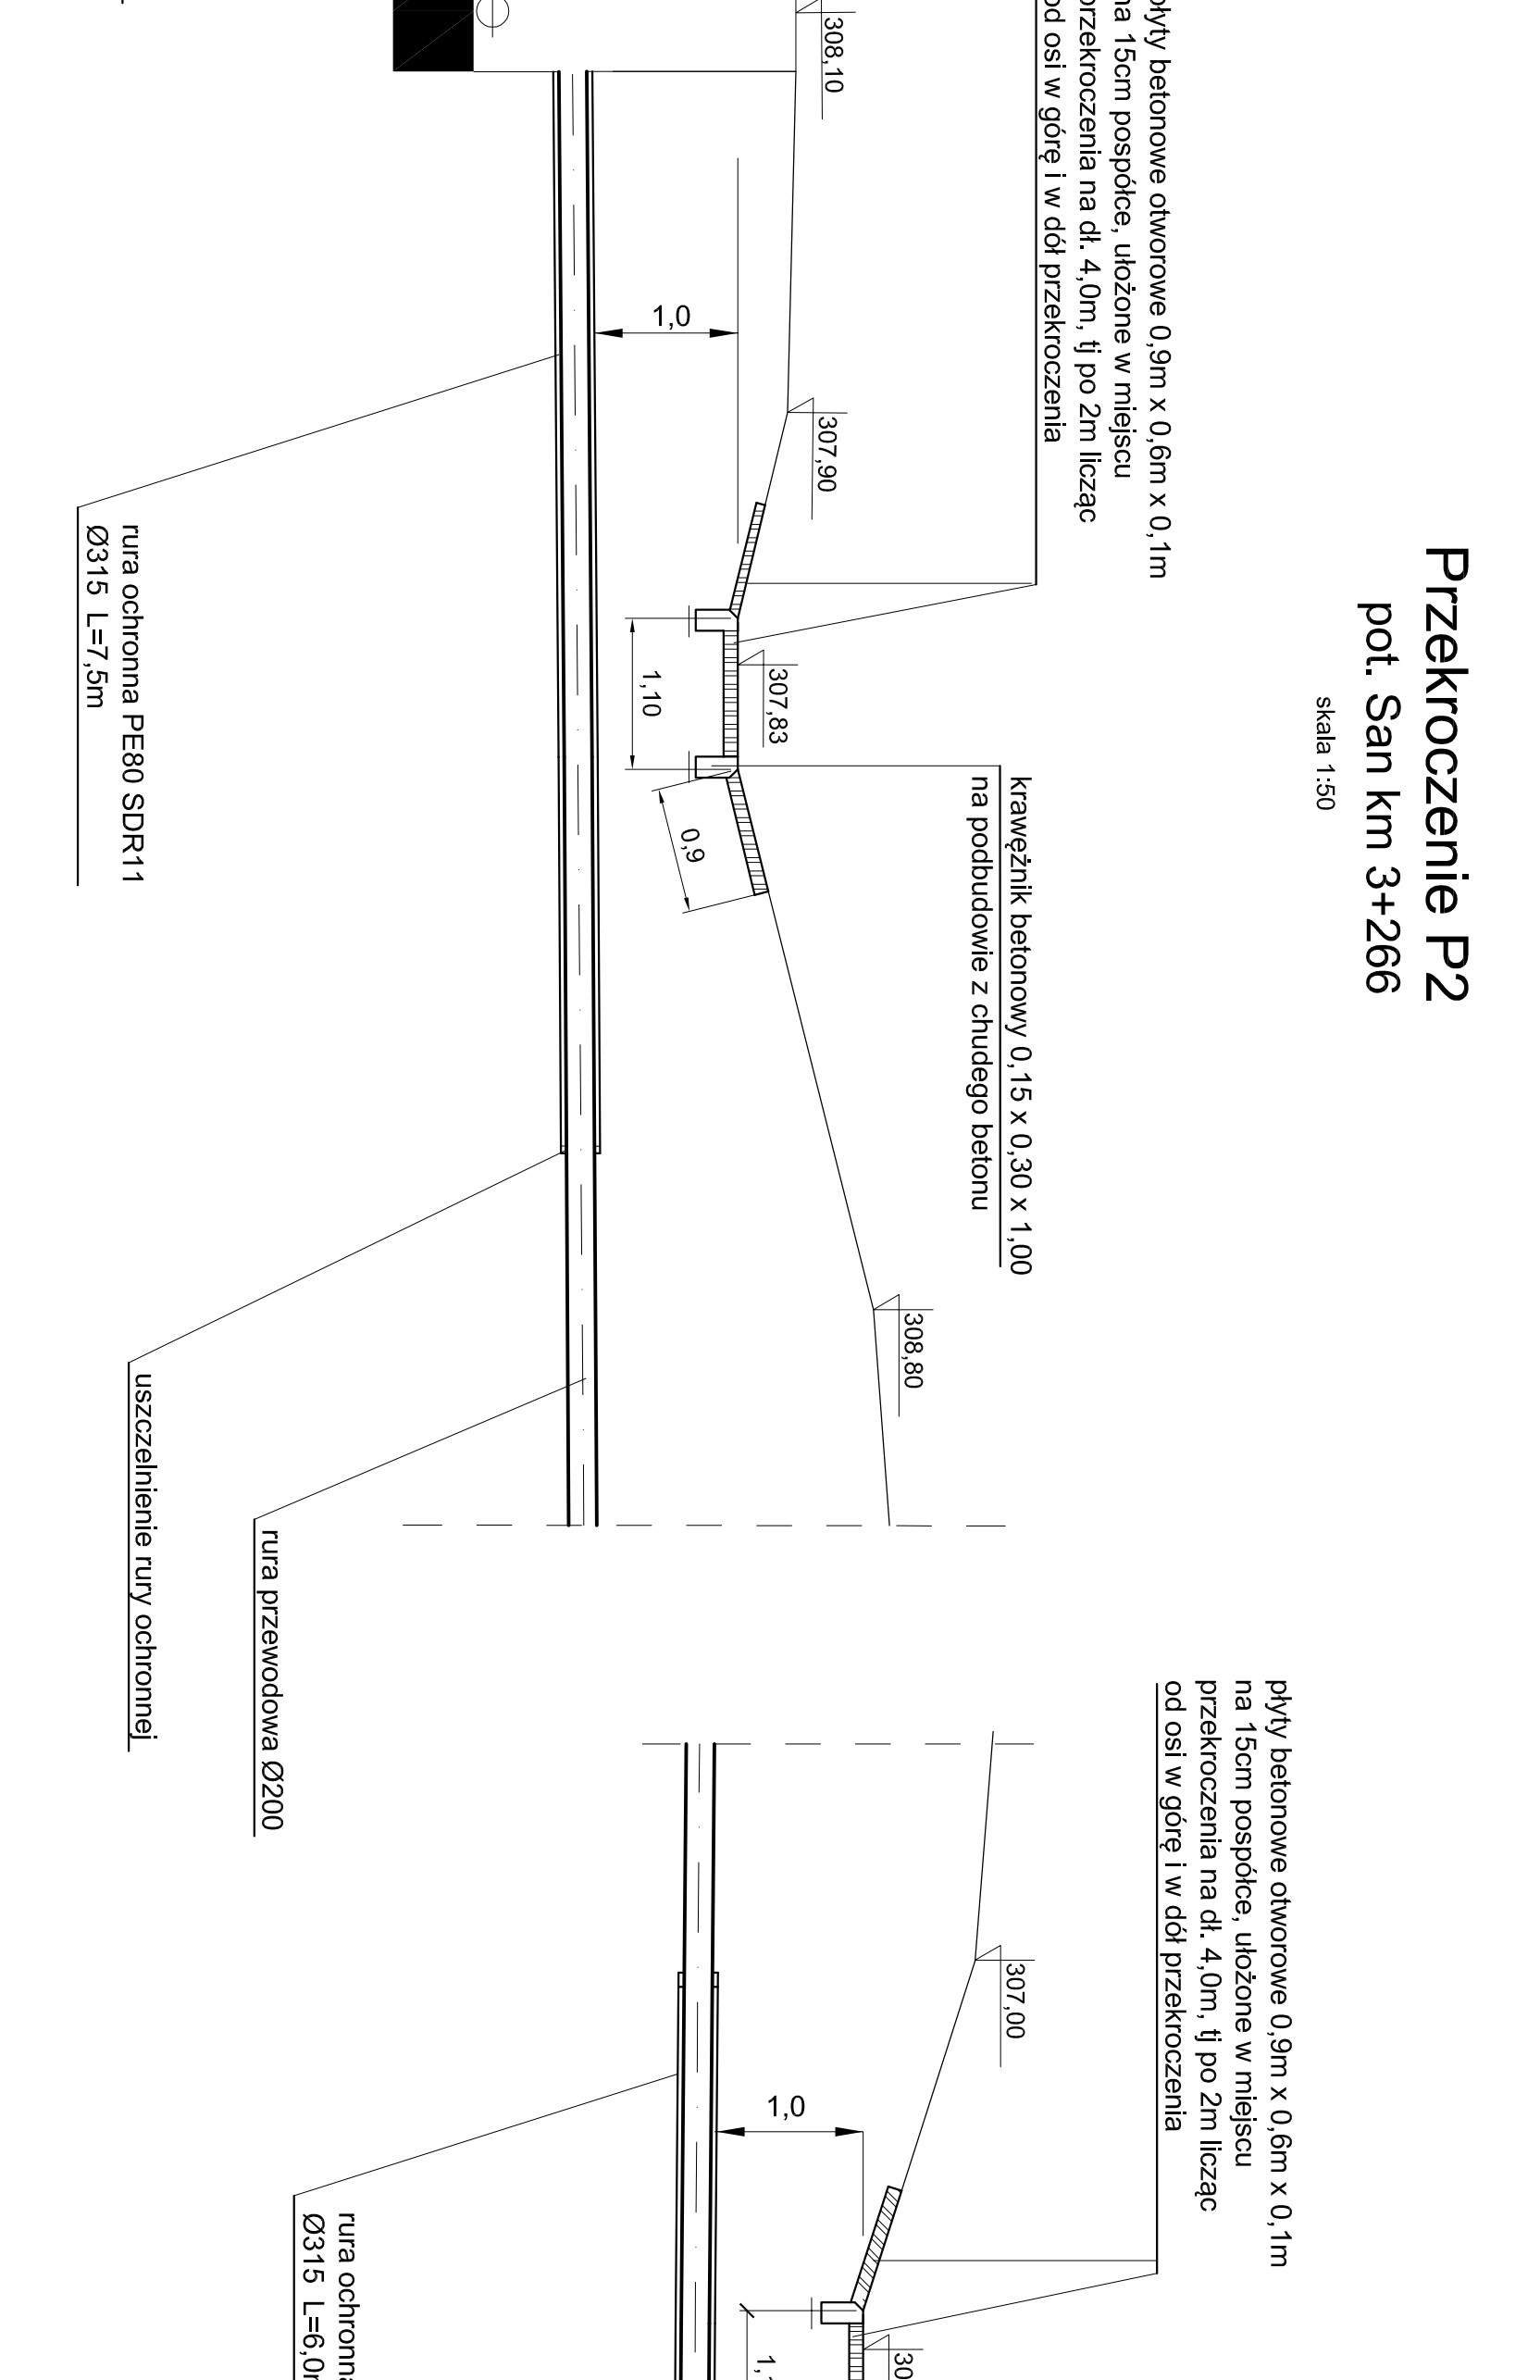 Przekroczenie P2
pot. San km 3+266
skala 1:50
płyty betonowe otworowe 0,9m x 0,6m x 0,1m
na 15cm pospółce, ułożone w miejscu
przekroczenia na dł. 4,0m, tj po 2m licząc
od osi w górę i w dół przekroczenia
krawężnik betonowy 0,15 x 0,30 x 1,00
na podbudowie z chudego betonu
308,10
307,90
307,83
308,80
1,0
1,10
0,9
rura ochronna PE80 SDR11
Ø315 L=7,5m
uszczelnienie rury ochronnej
rura przewodowa Ø200
płyty betonowe otworowe 0,9m x 0,6m x 0,1m
na 15cm pospółce, ułożone w miejscu
przekroczenia na dł. 4,0m, tj po 2m licząc
od osi w górę i w dół przekroczenia
307,00
1,0
rura ochronna
Ø315 L=6,0